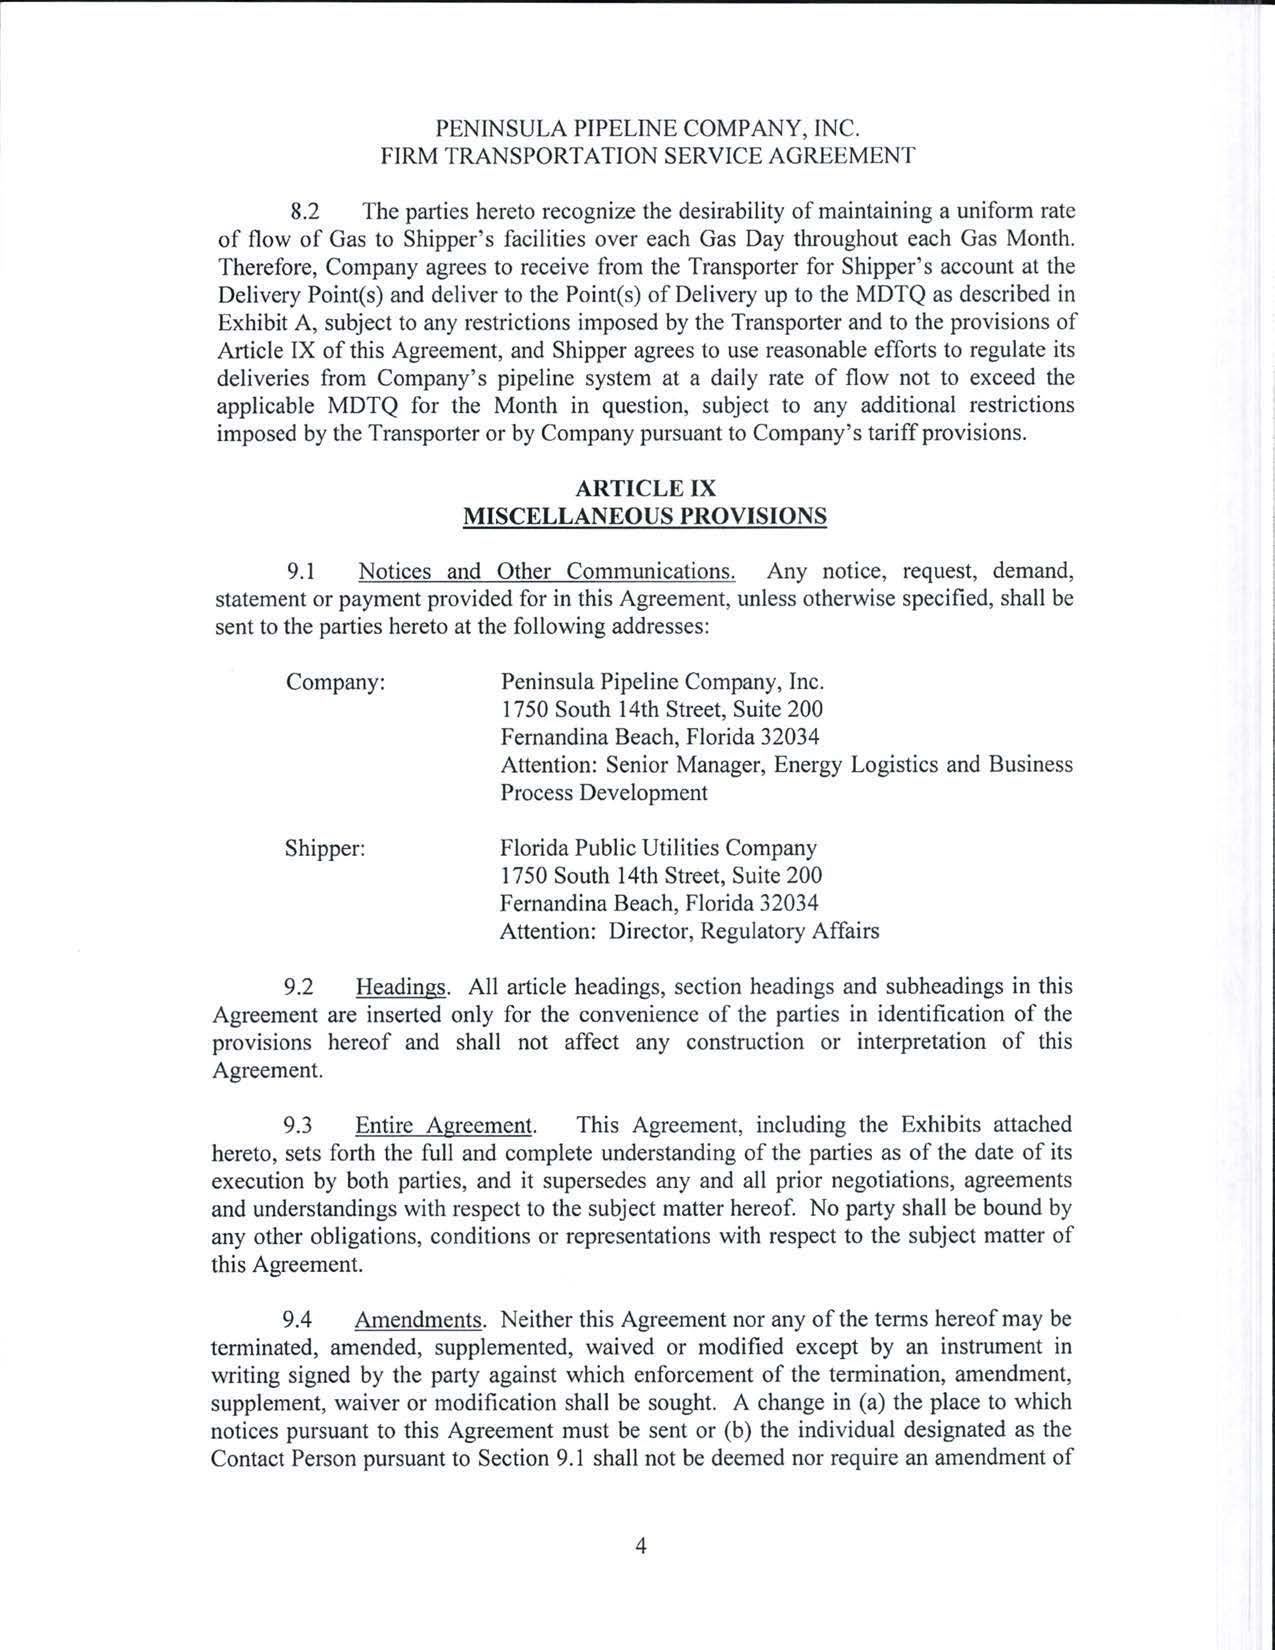 PENINSULA PIPELINE COMPANY, INC.
FIRM TRANSPORTATION SERVICE AGREEMENT
8.2 The parties hereto recognize the desirability of maintaining a uniform rate
of flow of Gas to Shipper's facilities over each Gas Day throughout each Gas Month.
Therefore, Company agrees to receive from the Transporter for Shipper's account at the
Delivery Point(s) and deliver to the Point(s) of Delivery up to the MDTQ as described in
Exhibit A, subject to any restrictions imposed by the Transporter and to the provisions of
Article IX of this Agreement, and Shipper agrees to use reasonable efforts to regulate its
deliveries from Company's pipeline system at a daily rate of flow not to exceed the
applicable MDTQ for the Month in question, subject to any additional restrictions
imposed by the Transporter or by Company pursuant to Company's tariff provisions.
ARTICLE IX
MISCELLANEOUS PROVISIONS
9.1 Notices and Other Communications. Any notice, request, demand,
statement or payment provided for in this Agreement, unless otherwise specified, shall be
sent to the parties hereto at the following addresses:
Company: Peninsula Pipeline Company, Inc.
1750 South 14th Street, Suite 200
Fernandina Beach, Florida 32034
Attention: Senior Manager, Energy Logistics and Business
Process Development
Shipper: Florida Public Utilities Company
1750 South 14th Street, Suite 200
Fernandina Beach, Florida 32034
Attention: Director, Regulatory Affairs
9.2 Headings. All article headings, section headings and subheadings in this
Agreement are inserted only for the convenience of the parties in identification of the
provisions hereof and shall not affect any construction or interpretation of this
Agreement.
9.3 Entire Agreement. This Agreement, including the Exhibits attached
hereto, sets forth the full and complete understanding of the parties as of the date of its
execution by both parties, and it supersedes any and all prior negotiations, agreements
and understandings with respect to the subject matter hereof. No party shall be bound by
any other obligations, conditions or representations with respect to the subject matter of
this Agreement.
9.4 Amendments. Neither this Agreement nor any of the terms hereof may be
terminated, amended, supplemented, waived or modified except by an instrument in
writing signed by the party against which enforcement of the termination, amendment,
supplement, waiver or modification shall be sought. A change in (a) the place to which
notices pursuant to this Agreement must be sent or (b) the individual designated as the
Contact Person pursuant to Section 9.1 shall not be deemed nor require an amendment of
4